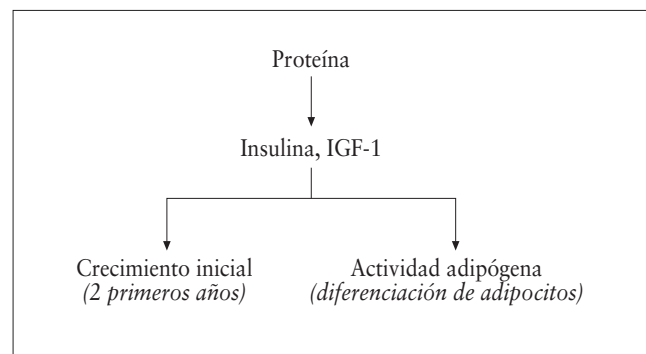 Proteína
Insulina, IGF-1
Crecimiento inicial
(2 primeros años)
Actividad adipógena
(diferenciación de adipocitos)